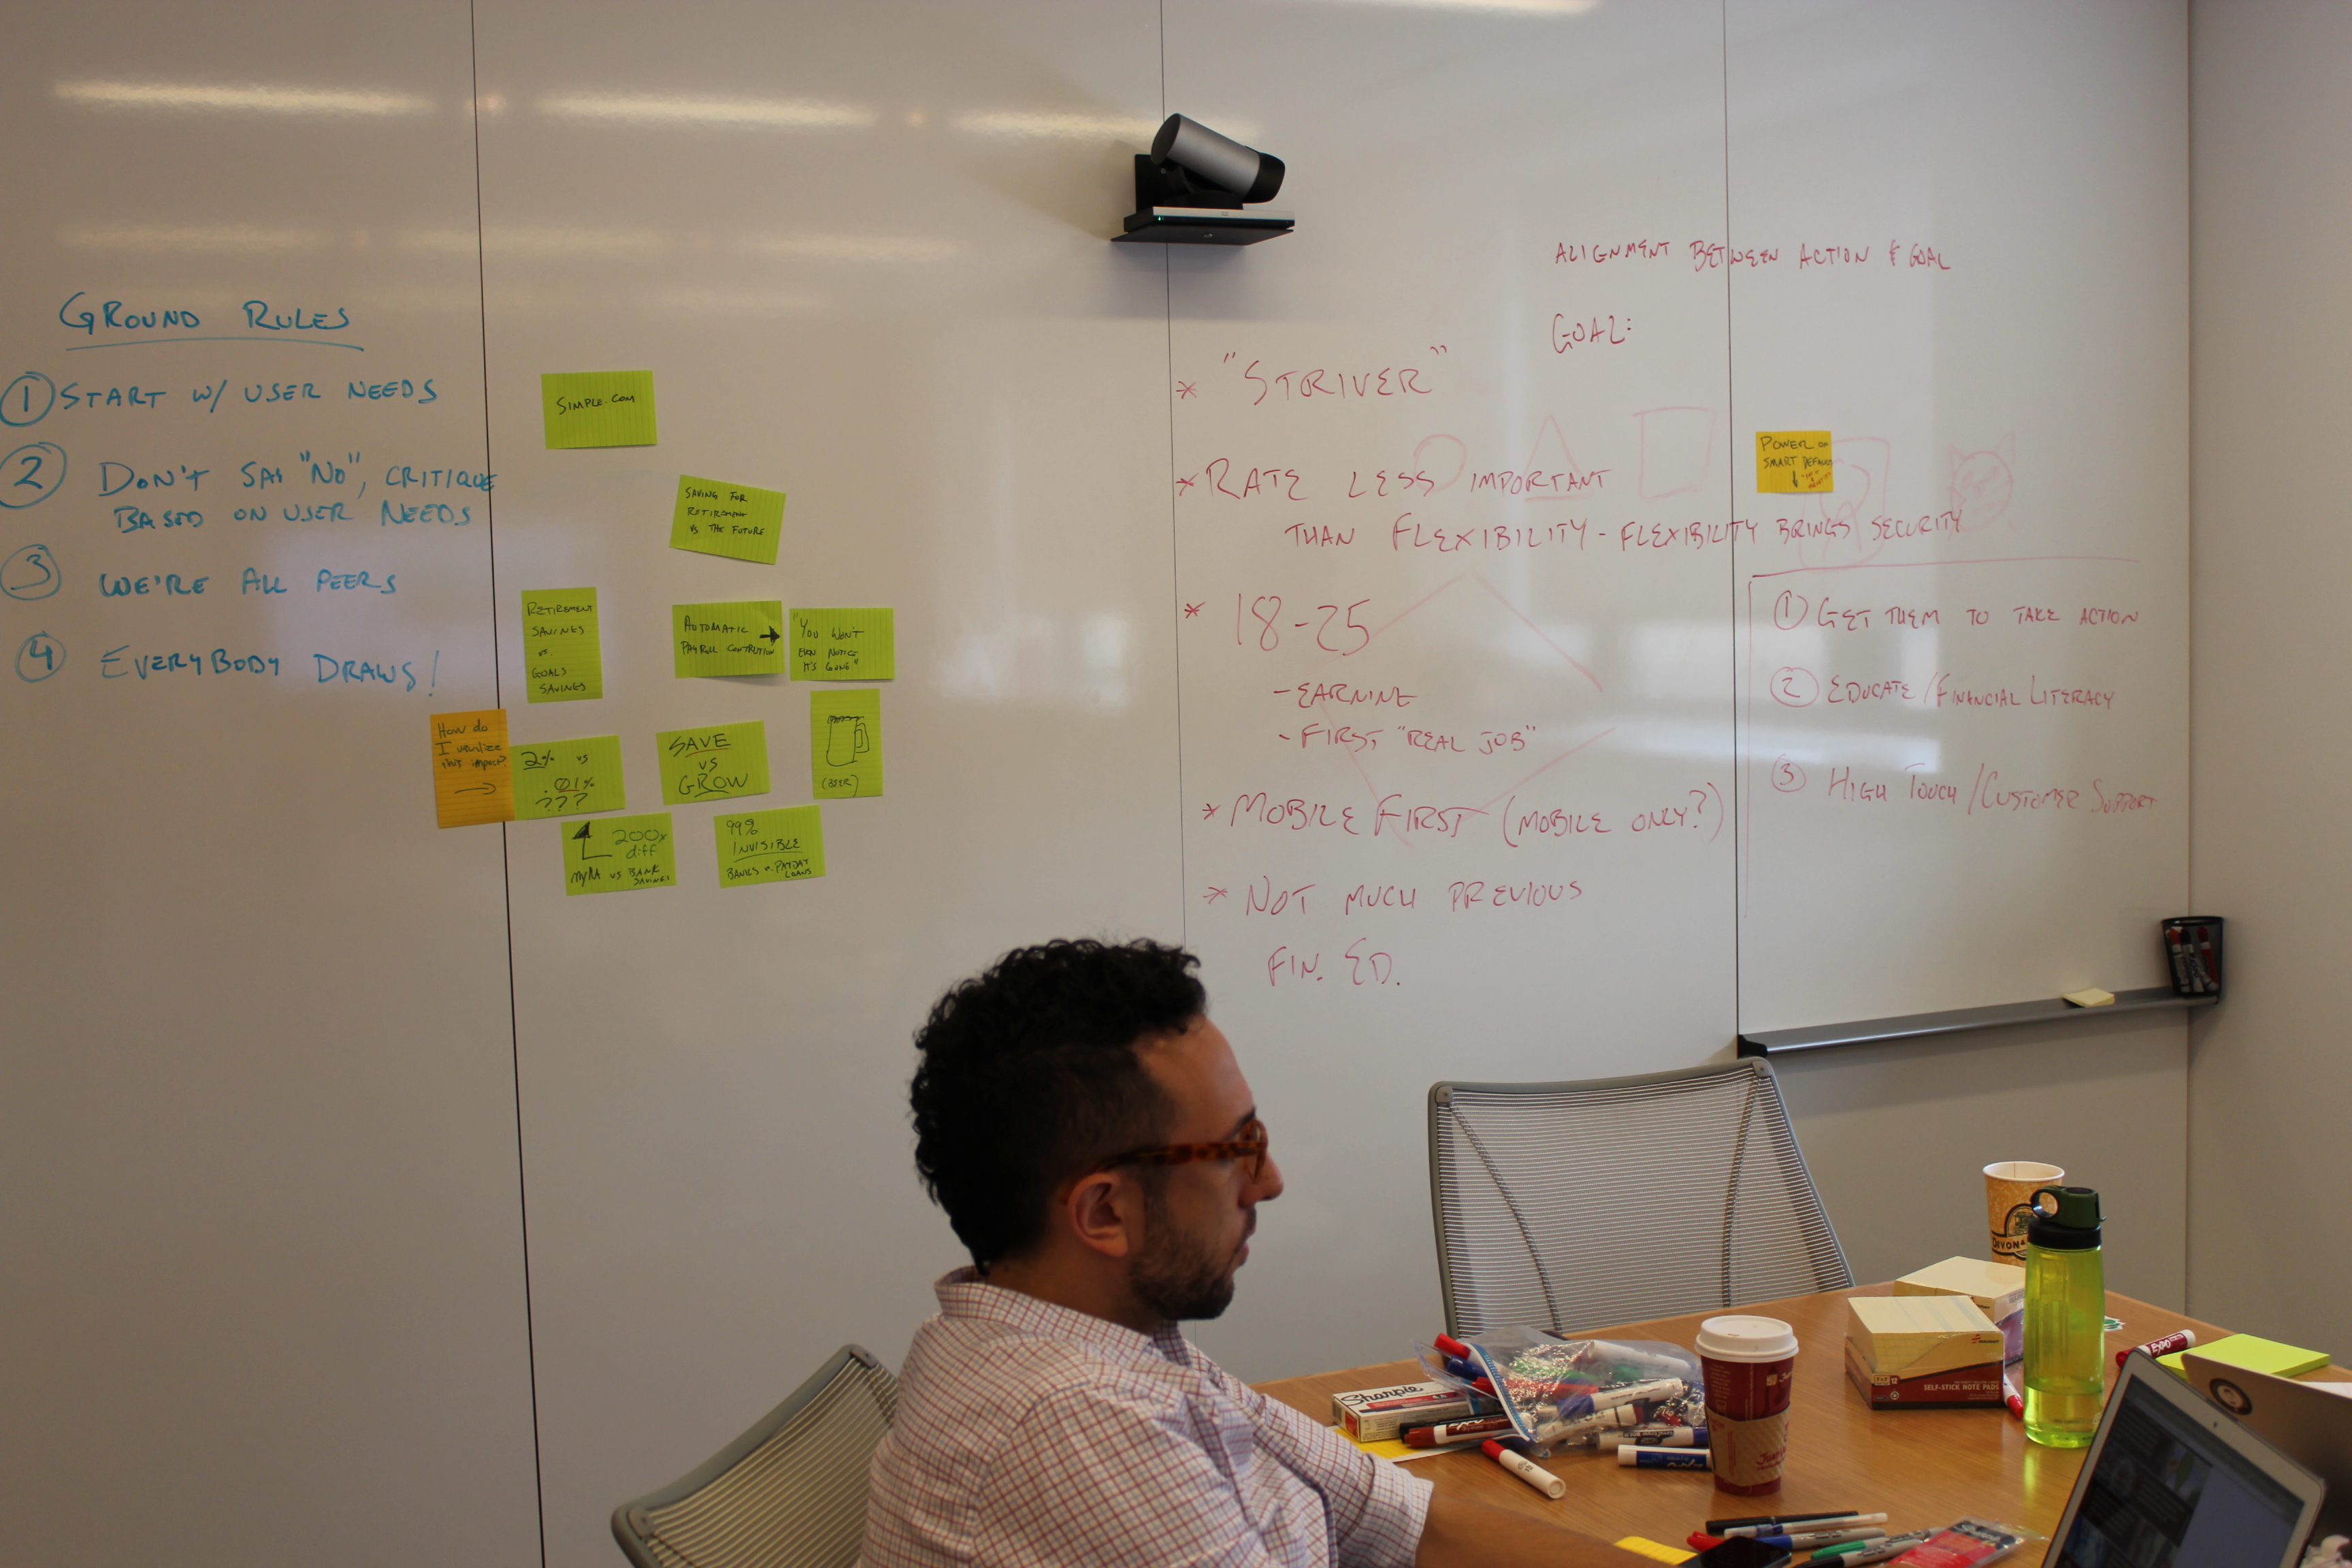 GROUND RULES
1 START W/ USER NEEDS
2 DON'T SAY "NO", CRITIQUE
BASED ON USER NEEDS
3 WE'RE ALL PEERS
4 EVERYBODY DRAWS!
SIMPLE.COM
SAVING FOR
RETIREMENT
VS THE FUTURE
RETIREMENT
SAVINGS
VS.
GOALS
SAVINGS
AUTOMATIC
PAYROLL CONTRIBUTION
"YOU WON'T
EVEN NOTICE
IT'S GONE"
How do
I visualize
this impact?
2% VS
.01%
???
SAVE
VS
GROW
(BEER)
200x
diff
MyRA VS BANK
SAVINGS
99%
INVISIBLE
BANKS PAYDAY
LOANS
ALIGNMENT BETWEEN ACTION & GOAL
GOAL:
* "STRIVER"
* RATE LESS IMPORTANT
THAN FLEXIBILITY - FLEXIBILITY BRINGS SECURITY
* 18-25
- EARNING
- FIRST "REAL JOB"
* MOBILE FIRST (MOBILE ONLY?)
* NOT MUCH PREVIOUS
FIN. ED.
POWER OF
SMART DEFAULTS
1 GET THEM TO TAKE ACTION
2 EDUCATE/FINANCIAL LITERACY
3 HIGH TOUCH/CUSTOMER SUPPORT
Sharpie
SELF-STICK NOTE PADS
EXPO